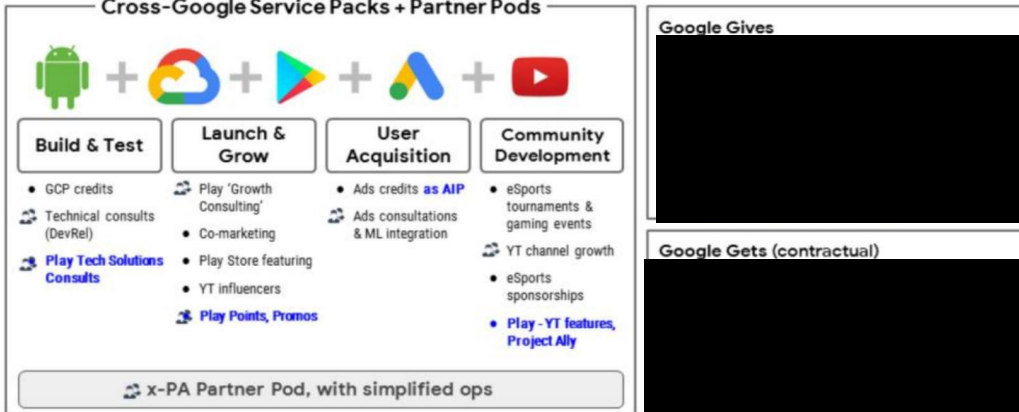 Cross-Google Service Packs + Partner Pods
Build & Test
• GCP credits
Technical consults
(DevRel)
Play Tech Solutions
Consults
Launch &
Grow
Play ‘Growth
Consulting’
• Co-marketing
• Play Store featuring
• YT influencers
Play Points, Promos
User
Acquisition
• Ads credits as AIP
Ads consultations
& ML integration
Community
Development
• eSports
tournaments &
gaming events
YT channel growth
• eSports
sponsorships
• Play - YT features,
Project Ally
x-PA Partner Pod, with simplified ops
Google Gives
Google Gets (contractual)